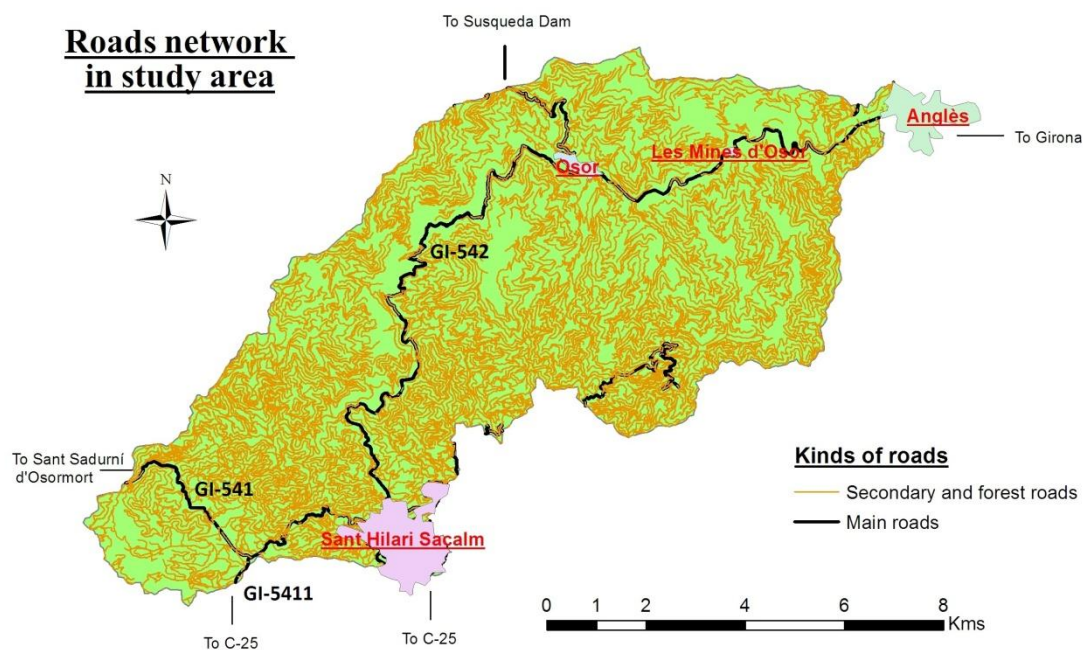 Roads network
in study area
To Susqueda Dam
Anglès
To Girona
Les Mines d'Osor
Osor
N
GI-542
To Sant Sadurní
d'Osormort
GI-541
Sant Hilari Saçalm
GI-5411
To C-25
To C-25
Kinds of roads
Secondary and forest roads
Main roads
0 1 2 4 6 8
Kms